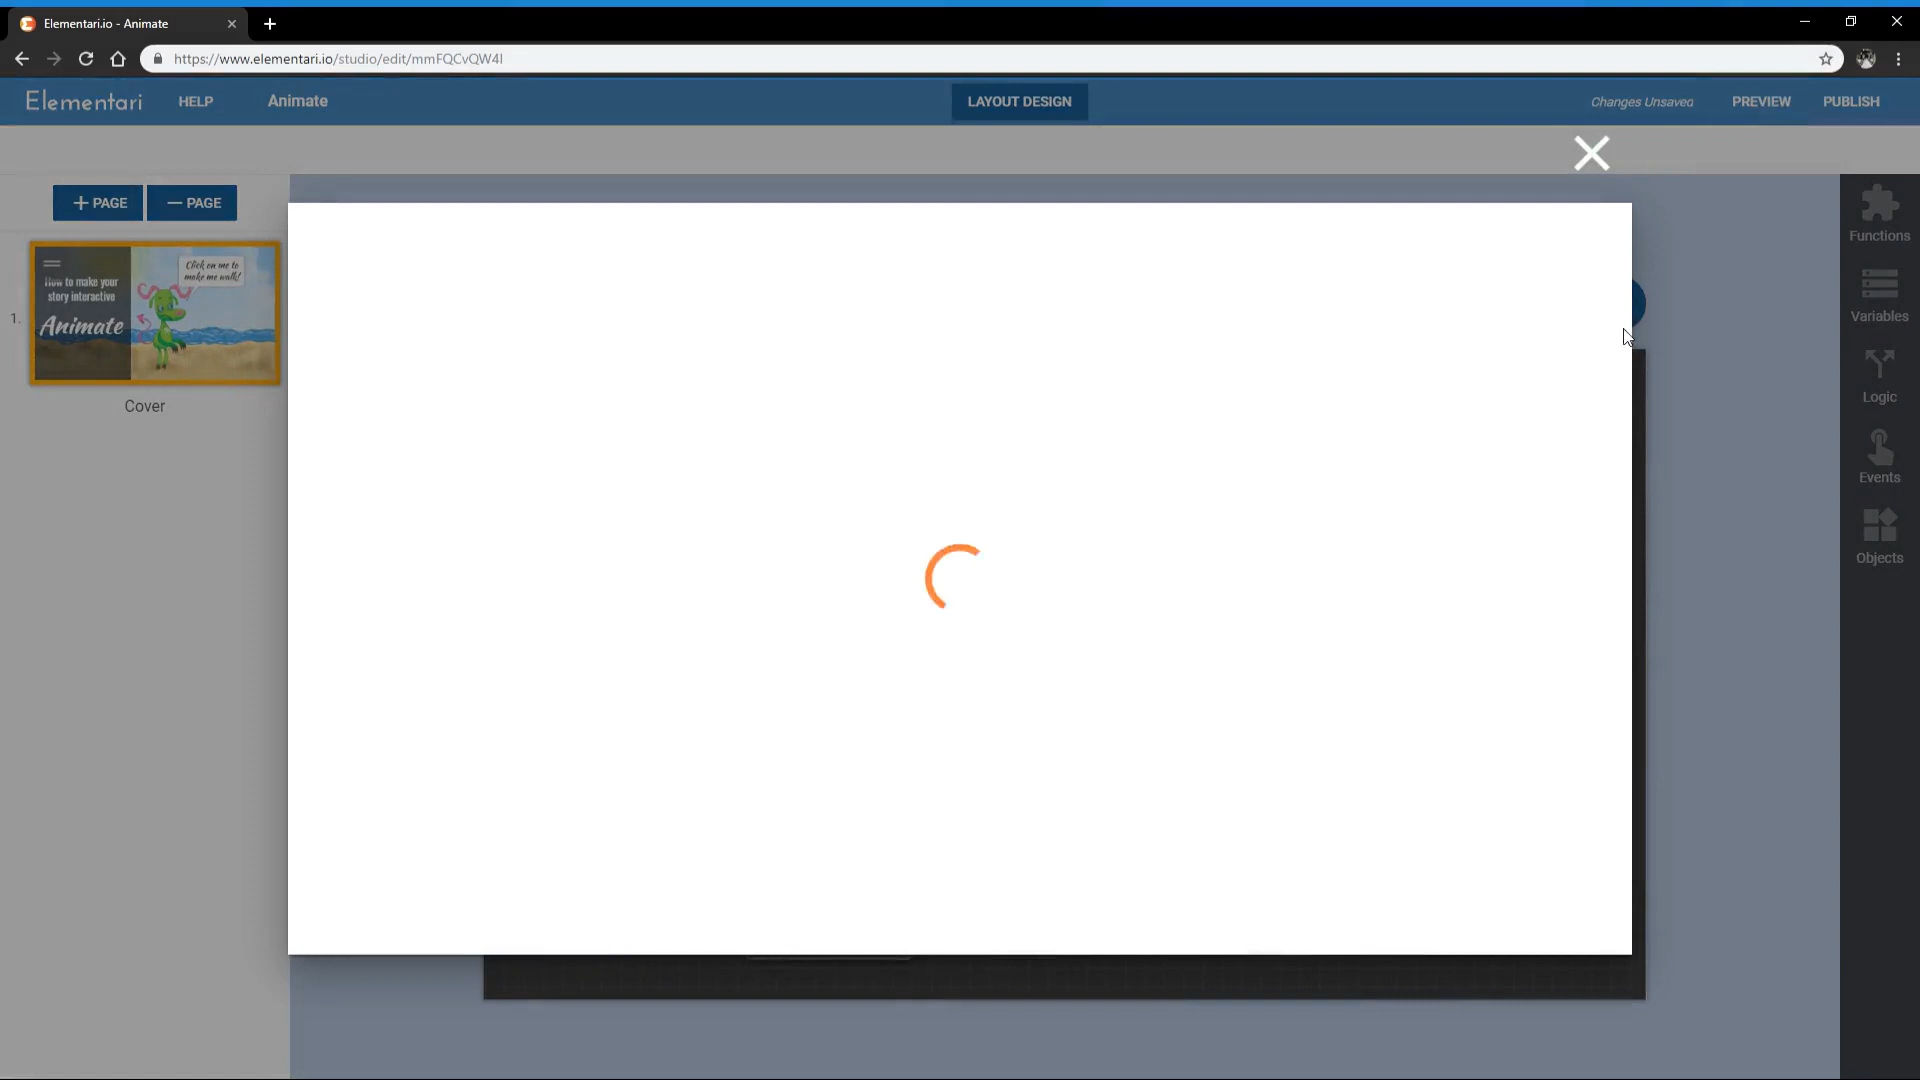 Elementari.io - Animate
https://www.elementari.io/studio/edit/mmFQCvQW4I
Elementari
HELP
Animate
LAYOUT DESIGN
Changes Unsaved
PREVIEW
PUBLISH
PAGE
PAGE
1.
How to make your
story interactive
Animate
Click on me to
make me walk!
Cover
Functions
Variables
Logic
Events
Objects